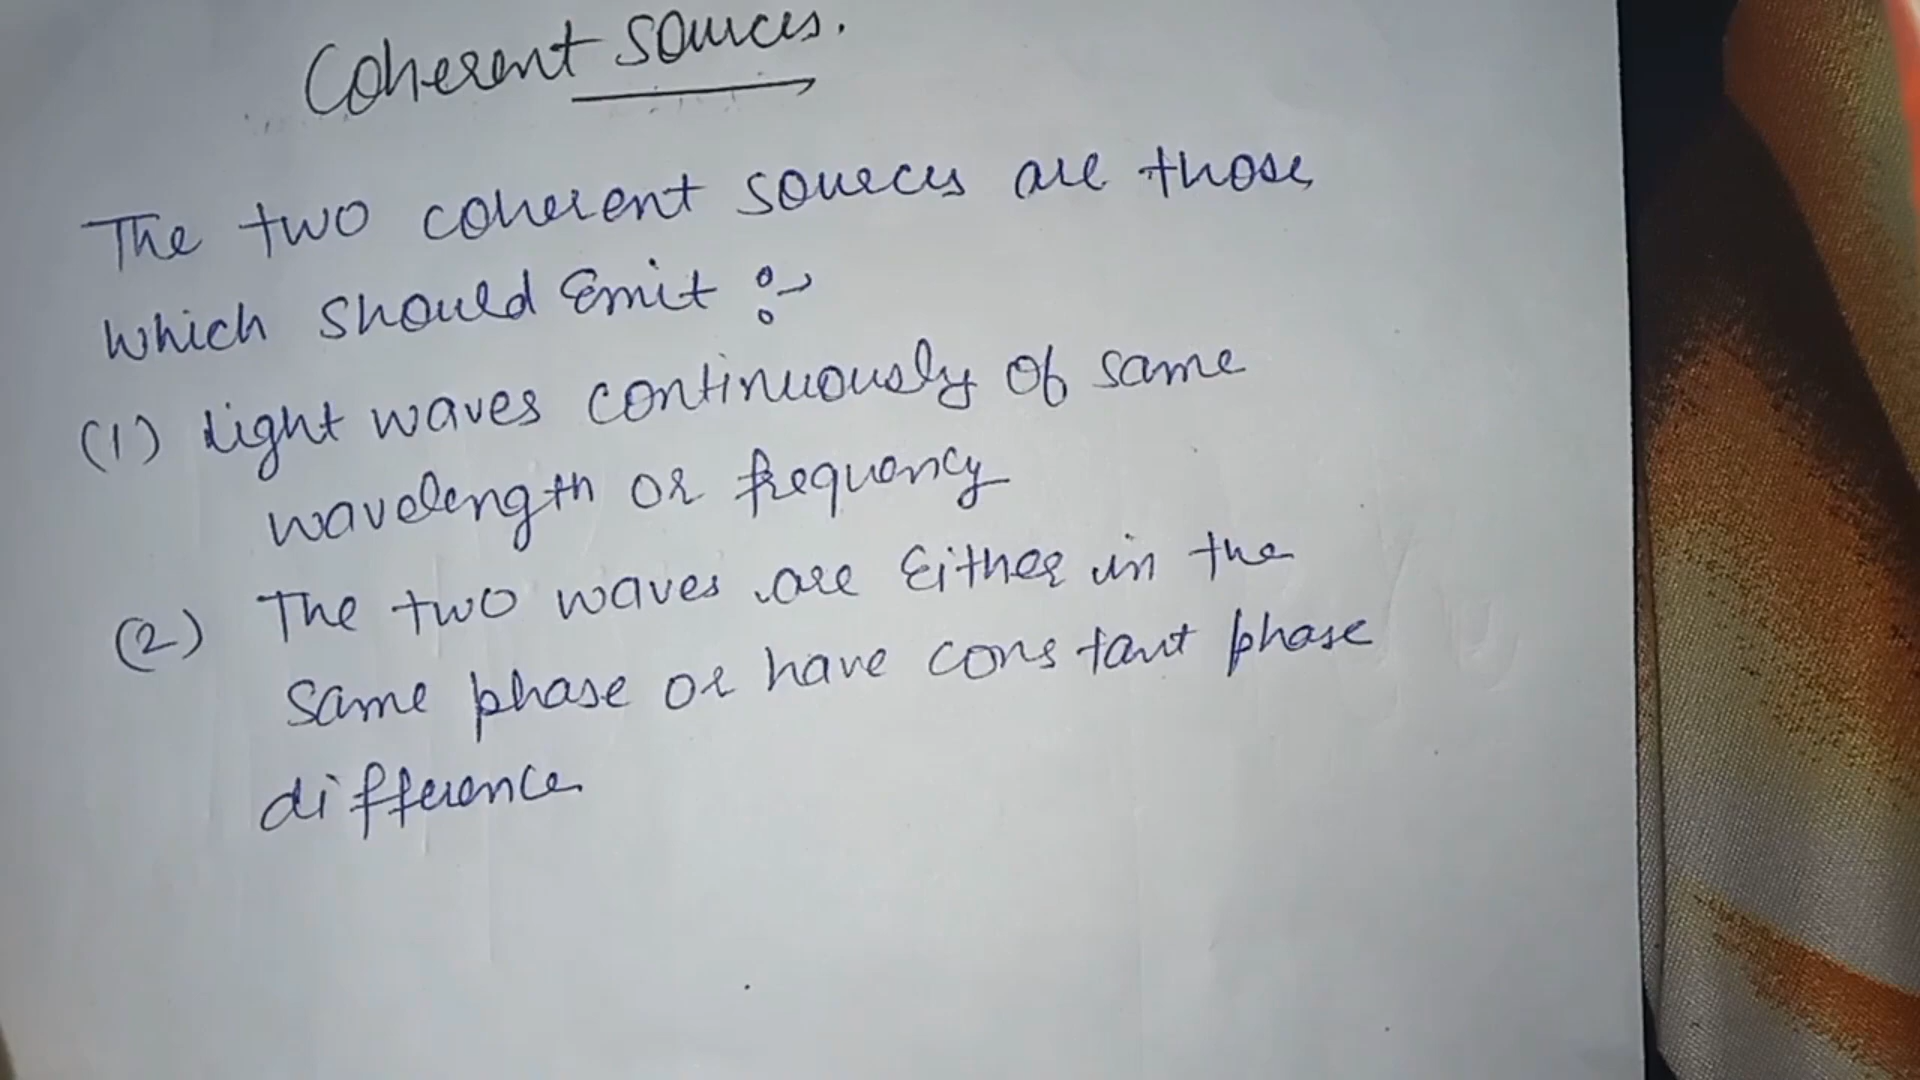 Coherent sources.
The two coherent sources are those
which should Emit :-
(1) Light waves continuously of same
wavelength or frequency
(2) The two waves are Either in the
same phase or have constant phase
difference